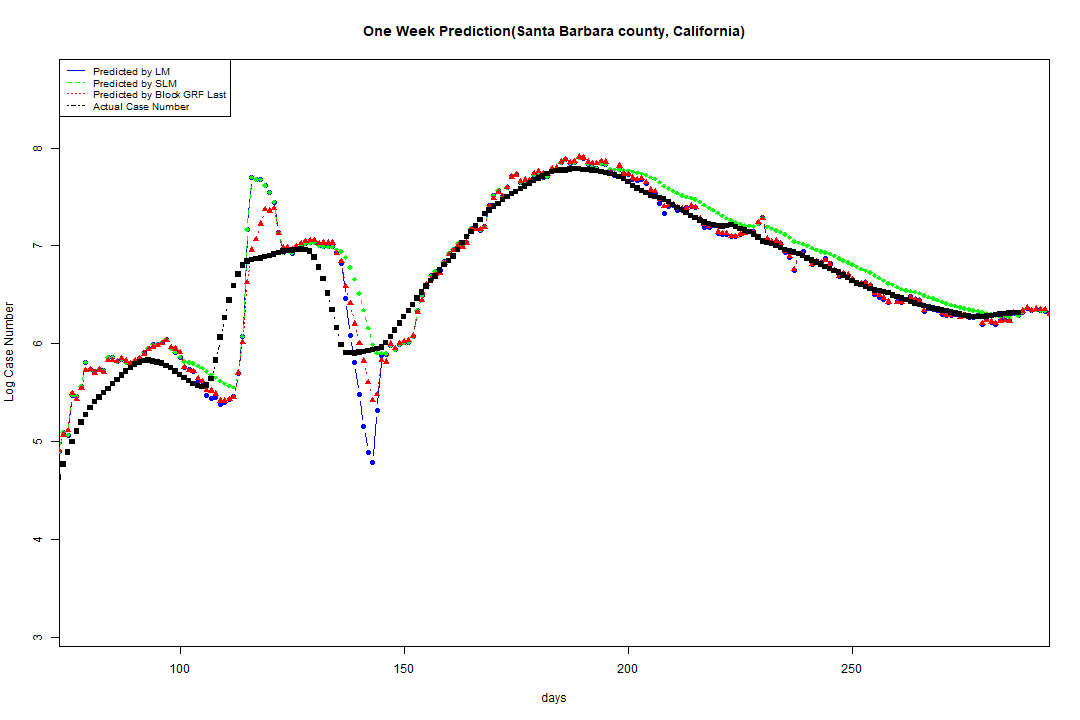 One Week Prediction(Santa Barbara county, California)
Predicted by LM
Predicted by SLM
Predicted by Block GRF Last
Actual Case Number
8
7
6
5
4
3
Log Case Number
100 150 200 250
days